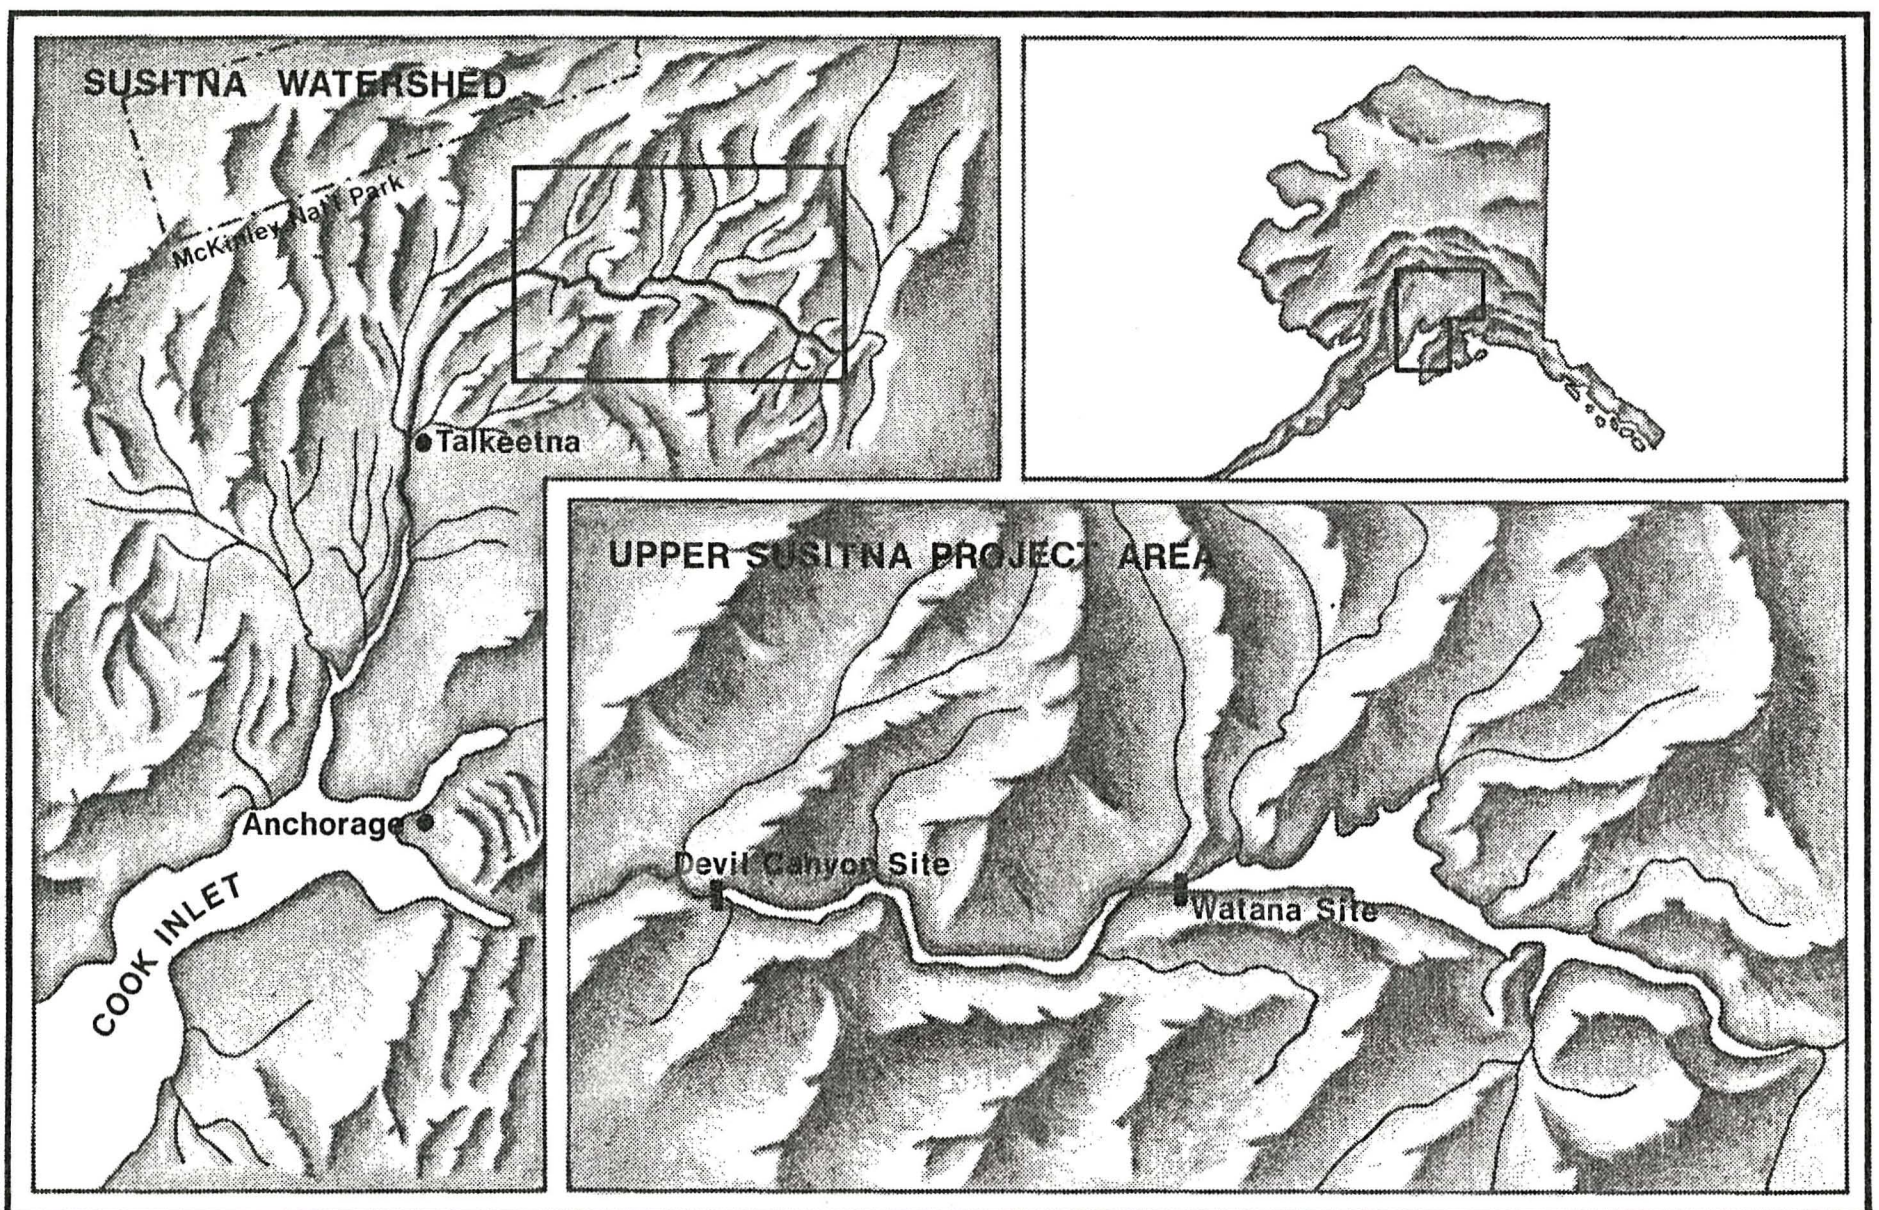 SUSITNA WATERSHED
McKinley Nat'l Park
Talkeetna
Anchorage
COOK INLET
UPPER SUSITNA PROJECT AREA
Devil Canyon Site
Watana Site